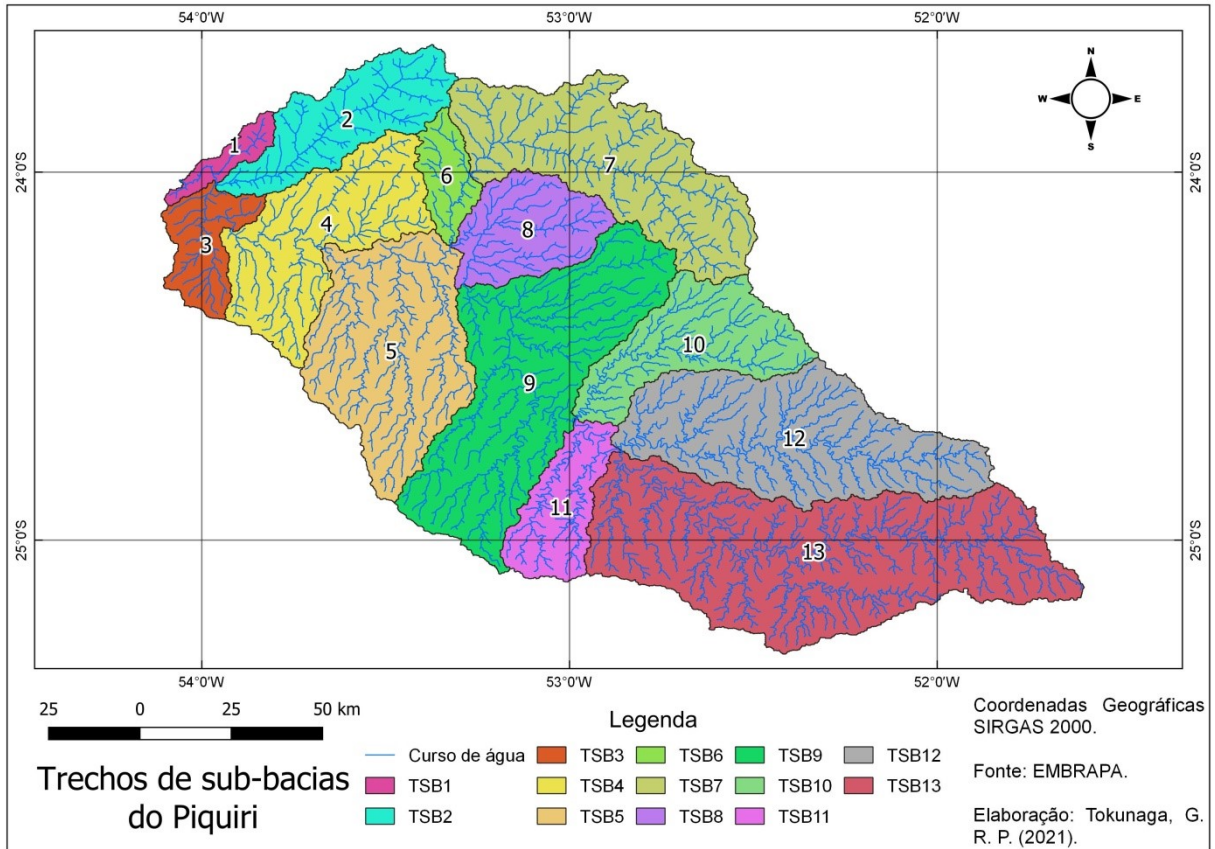 54°0'W 53°0'W 52°0'W
N
W E
S
24°0'S 24°0'S
25°0'S 25°0'S
1
2
3
4
5
6
7
8
9
10
11
12
13
54°0'W 53°0'W 52°0'W
25 0 25 50 km
Trechos de sub-bacias
do Piquiri
Legenda
Curso de água
TSB1
TSB2
TSB3
TSB4
TSB5
TSB6
TSB7
TSB8
TSB9
TSB10
TSB11
TSB12
TSB13
Coordenadas Geográficas
SIRGAS 2000.
Fonte: EMBRAPA.
Elaboração: Tokunaga, G.
R. P. (2021).